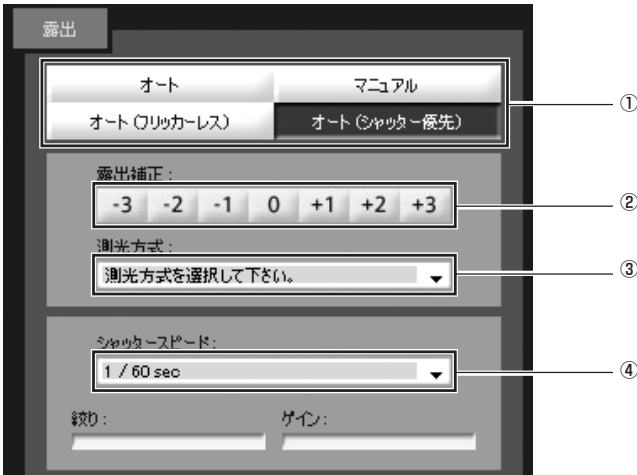 露出
オート マニュアル
オート (フリッカーレス) オート (シャッター優先)
①
露出補正 :
-3 -2 -1 0 +1 +2 +3
②
測光方式 :
測光方式を選択して下さい。
③
シャッタースピード :
1 / 60 sec
④
絞り : ゲイン :